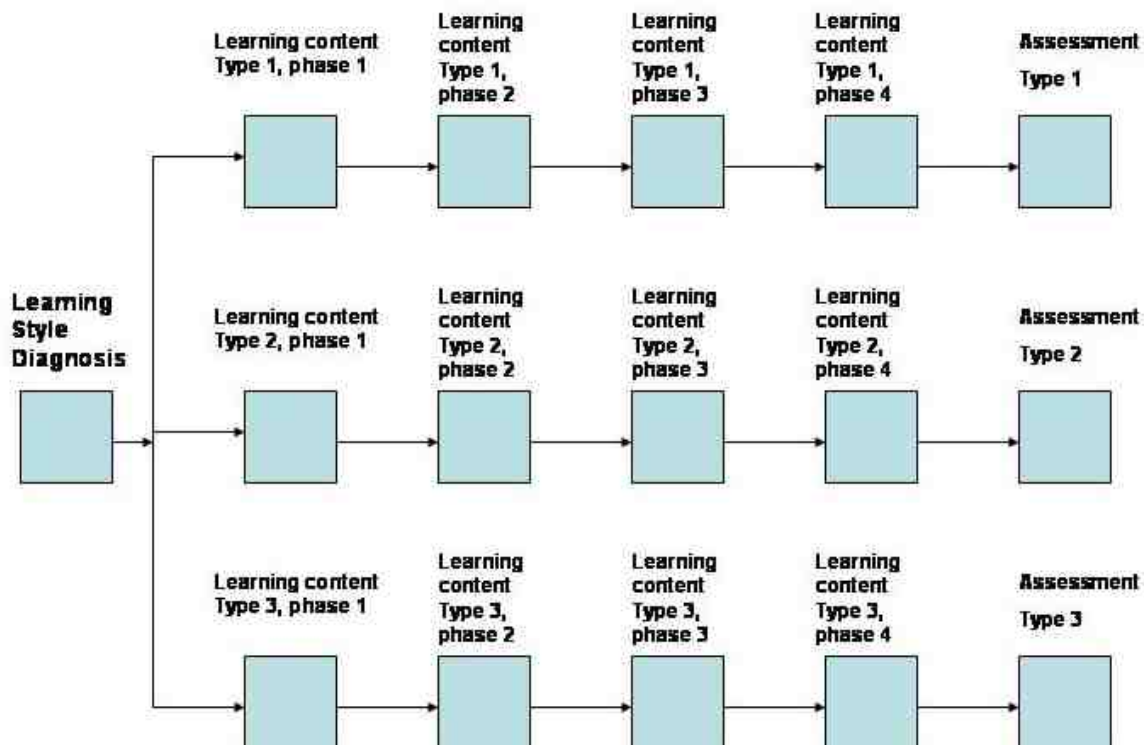 Learning content
Type 1, phase 1
Learning
content
Type 1,
phase 2
Learning
content
Type 1,
phase 3
Learning
content
Type 1,
phase 4
Assessment
Type 1
Learning
Style
Diagnosis
Learning content
Type 2, phase 1
Learning
content
Type 2,
phase 2
Learning
content
Type 2,
phase 3
Learning
content
Type 2,
phase 4
Assessment
Type 2
Learning content
Type 3, phase 1
Learning
content
Type 3,
phase 2
Learning
content
Type 3,
phase 3
Learning
content
Type 3,
phase 4
Assessment
Type 3